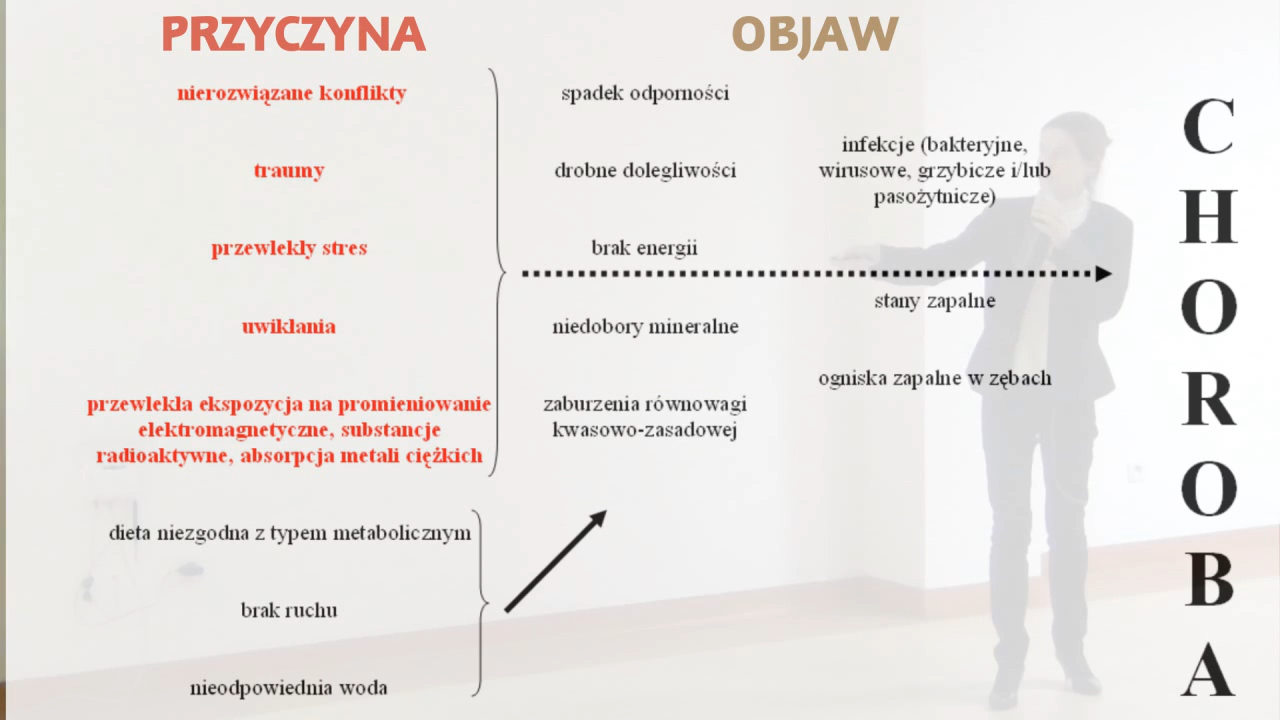 PRZYCZYNA
nierozwiązane konflikty
traumy
przewlekły stres
uwikłania
przewlekła ekspozycja na promieniowanie
elektromagnetyczne, substancje
radioaktywne, absorpcja metali ciężkich
dieta niezgodna z typem metabolicznym
brak ruchu
nieodpowiednia woda
OBJAW
spadek odporności
drobne dolegliwości
brak energii
niedobory mineralne
zaburzenia równowagi
kwasowo-zasadowej
infekcje (bakteryjne,
wirusowe, grzybicze i/lub
pasożytnicze)
stany zapalne
ogniska zapalne w zębach
CHOROBA